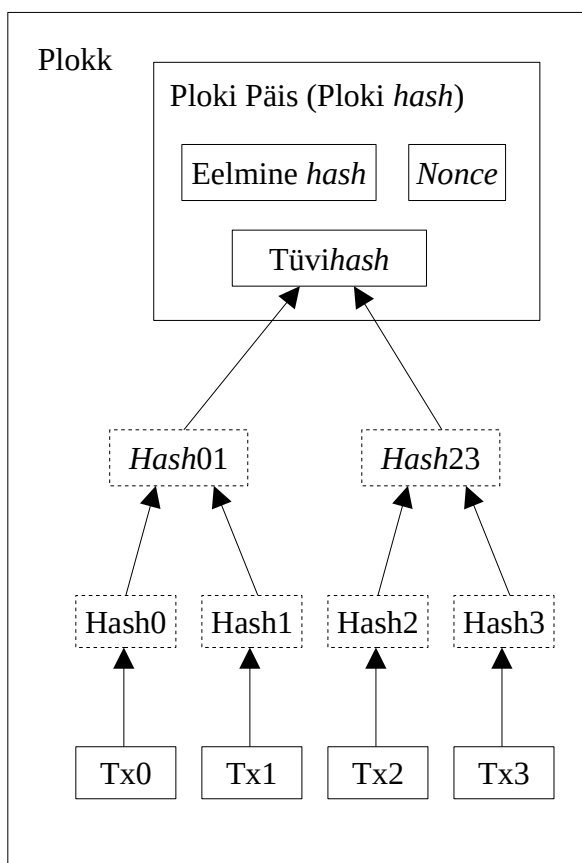 Plokk
Ploki Päis (Ploki hash)
Eelmine hash
Nonce
Tüvihash
Hash01
Hash23
Hash0
Hash1
Hash2
Hash3
Tx0
Tx1
Tx2
Tx3